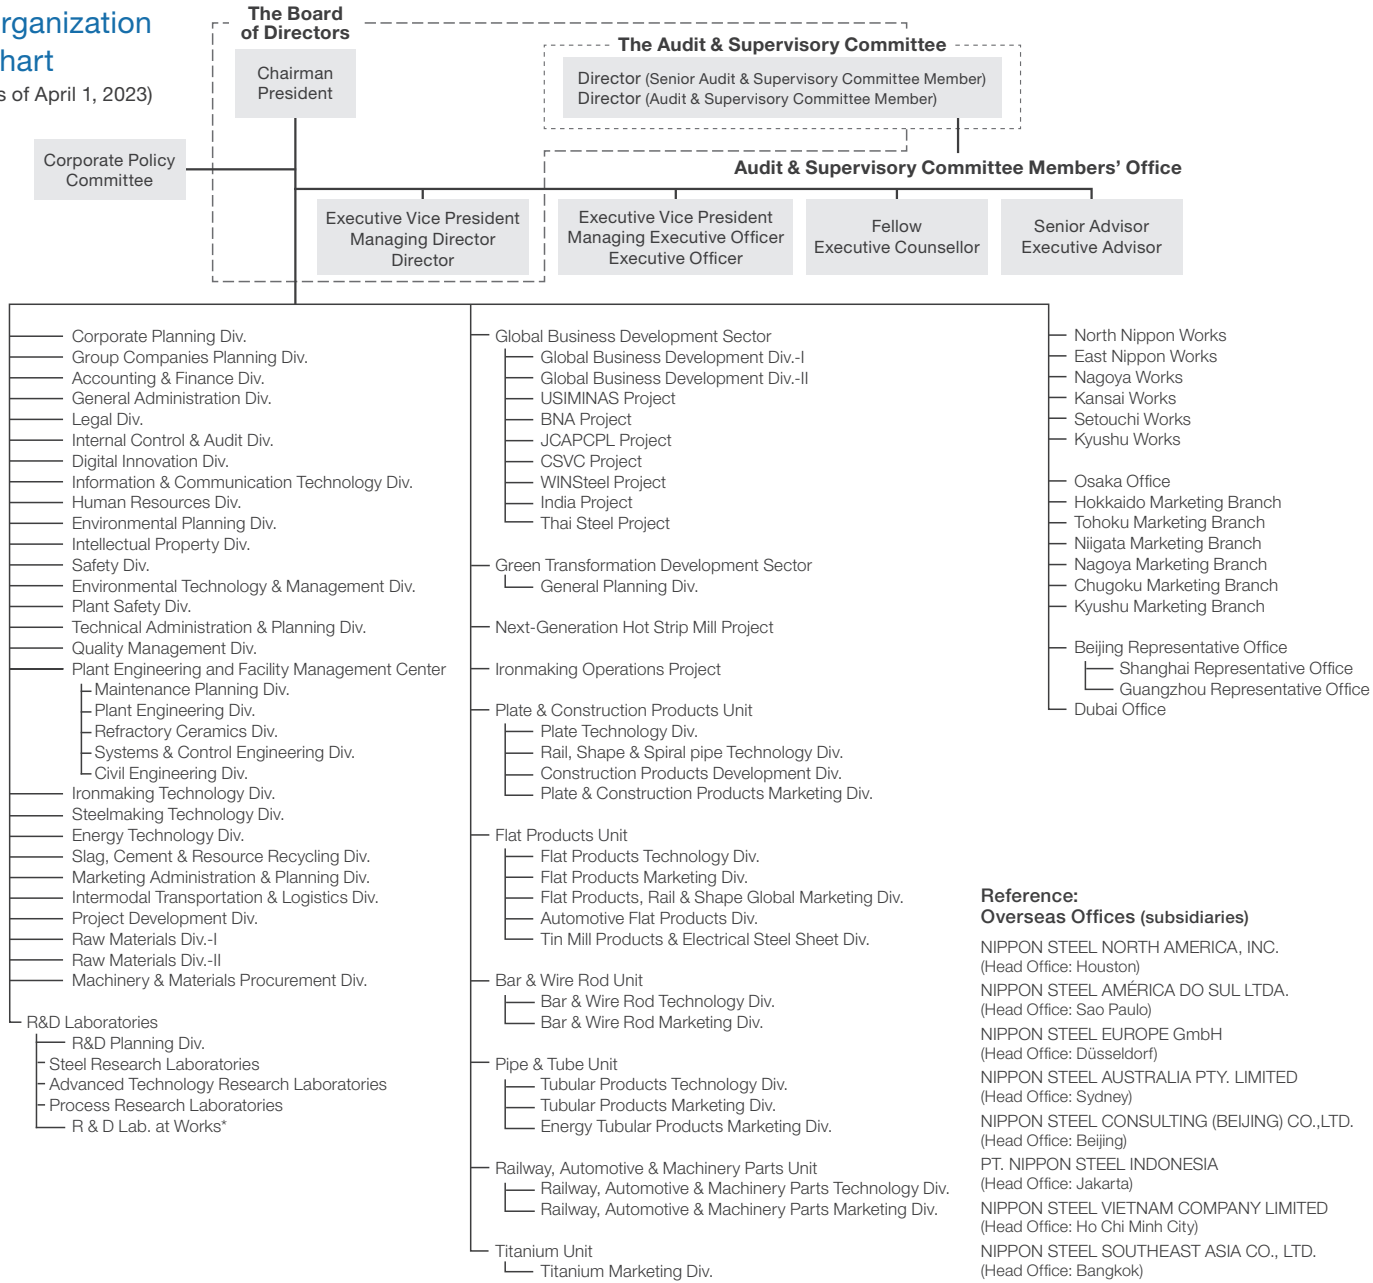 rganization
hart
s of April 1, 2023)
The Board
of Directors
Chairman
President
The Audit & Supervisory Committee
Director (Senior Audit & Supervisory Committee Member)
Director (Audit & Supervisory Committee Member)
Corporate Policy
Committee
Audit & Supervisory Committee Members’ Office
Executive Vice President
Managing Director
Director
Executive Vice President
Managing Executive Officer
Executive Officer
Fellow
Executive Counsellor
Senior Advisor
Executive Advisor
Corporate Planning Div.
Group Companies Planning Div.
Accounting & Finance Div.
General Administration Div.
Legal Div.
Internal Control & Audit Div.
Digital Innovation Div.
Information & Communication Technology Div.
Human Resources Div.
Environmental Planning Div.
Intellectual Property Div.
Safety Div.
Environmental Technology & Management Div.
Plant Safety Div.
Technical Administration & Planning Div.
Quality Management Div.
Plant Engineering and Facility Management Center
Maintenance Planning Div.
Plant Engineering Div.
Refractory Ceramics Div.
Systems & Control Engineering Div.
Civil Engineering Div.
Ironmaking Technology Div.
Steelmaking Technology Div.
Energy Technology Div.
Slag, Cement & Resource Recycling Div.
Marketing Administration & Planning Div.
Intermodal Transportation & Logistics Div.
Project Development Div.
Raw Materials Div.-I
Raw Materials Div.-II
Machinery & Materials Procurement Div.
R&D Laboratories
R&D Planning Div.
Steel Research Laboratories
Advanced Technology Research Laboratories
Process Research Laboratories
R & D Lab. at Works*
Global Business Development Sector
Global Business Development Div.-I
Global Business Development Div.-II
USIMINAS Project
BNA Project
JCAPCPL Project
CSVC Project
WINSteel Project
India Project
Thai Steel Project
Green Transformation Development Sector
General Planning Div.
Next-Generation Hot Strip Mill Project
Ironmaking Operations Project
Plate & Construction Products Unit
Plate Technology Div.
Rail, Shape & Spiral pipe Technology Div.
Construction Products Development Div.
Plate & Construction Products Marketing Div.
Flat Products Unit
Flat Products Technology Div.
Flat Products Marketing Div.
Flat Products, Rail & Shape Global Marketing Div.
Automotive Flat Products Div.
Tin Mill Products & Electrical Steel Sheet Div.
Bar & Wire Rod Unit
Bar & Wire Rod Technology Div.
Bar & Wire Rod Marketing Div.
Pipe & Tube Unit
Tubular Products Technology Div.
Tubular Products Marketing Div.
Energy Tubular Products Marketing Div.
Railway, Automotive & Machinery Parts Unit
Railway, Automotive & Machinery Parts Technology Div.
Railway, Automotive & Machinery Parts Marketing Div.
Titanium Unit
Titanium Marketing Div.
North Nippon Works
East Nippon Works
Nagoya Works
Kansai Works
Setouchi Works
Kyushu Works
Osaka Office
Hokkaido Marketing Branch
Tohoku Marketing Branch
Niigata Marketing Branch
Nagoya Marketing Branch
Chugoku Marketing Branch
Kyushu Marketing Branch
Beijing Representative Office
Shanghai Representative Office
Guangzhou Representative Office
Dubai Office
Reference:
Overseas Offices (subsidiaries)
NIPPON STEEL NORTH AMERICA, INC.
(Head Office: Houston)
NIPPON STEEL AMÉRICA DO SUL LTDA.
(Head Office: Sao Paulo)
NIPPON STEEL EUROPE GmbH
(Head Office: Düsseldorf)
NIPPON STEEL AUSTRALIA PTY. LIMITED
(Head Office: Sydney)
NIPPON STEEL CONSULTING (BEIJING) CO.,LTD.
(Head Office: Beijing)
PT. NIPPON STEEL INDONESIA
(Head Office: Jakarta)
NIPPON STEEL VIETNAM COMPANY LIMITED
(Head Office: Ho Chi Minh City)
NIPPON STEEL SOUTHEAST ASIA CO., LTD.
(Head Office: Bangkok)